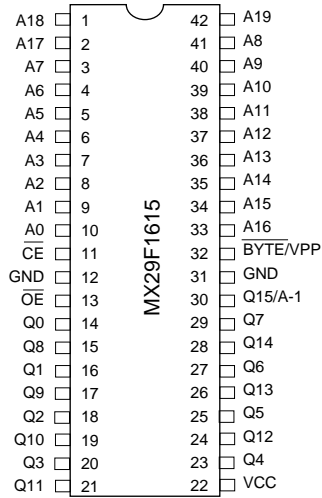 A18 1 42 A19
A17 2 41 A8
A7 3 40 A9
A6 4 39 A10
A5 5 38 A11
A4 6 37 A12
A3 7 36 A13
A2 8 35 A14
A1 9 34 A15
A0 10 33 A16
CE 11 32 BYTE/VPP
GND 12 31 GND
OE 13 30 Q15/A-1
Q0 14 29 Q7
Q8 15 28 Q14
Q1 16 27 Q6
Q9 17 26 Q13
Q2 18 25 Q5
Q10 19 24 Q12
Q3 20 23 Q4
Q11 21 22 VCC
MX29F1615